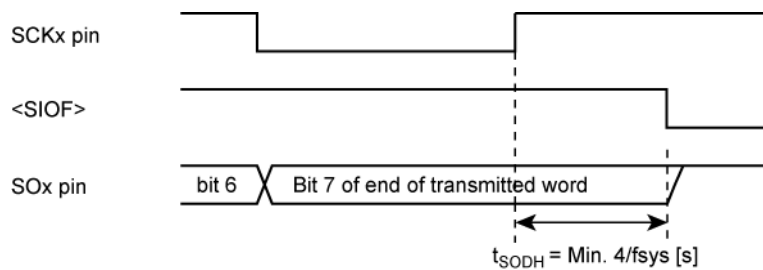 SCKx pin
<SIOF>
SOx pin
bit 6
Bit 7 of end of transmitted word
tSODH = Min. 4/fsys [s]